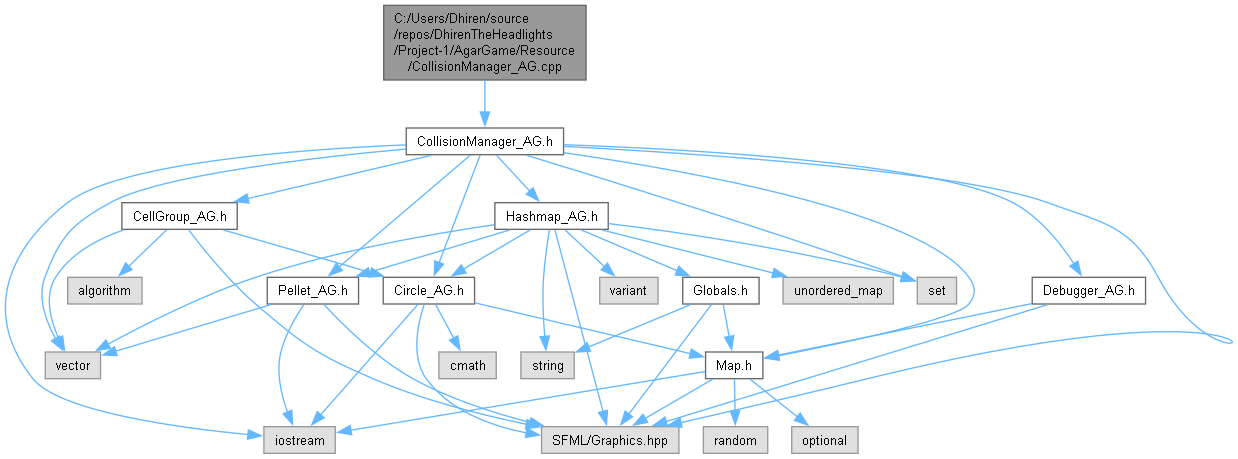 C:/Users/Dhiren/source
/repos/DhirenTheHeadlights
/Project-1/AgarGame/Resource
/CollisionManager_AG.cpp
CollisionManager_AG.h
CellGroup_AG.h
Hashmap_AG.h
algorithm
Pellet_AG.h
Circle_AG.h
variant
Globals.h
unordered_map
set
Debugger_AG.h
vector
cmath
string
Map.h
iostream
SFML/Graphics.hpp
random
optional